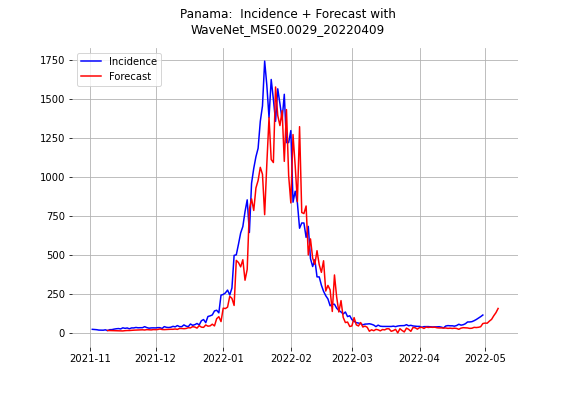 Panama:  Incidence + Forecast with
WaveNet_MSE0.0029_20220409
Incidence
Forecast
1750
1500
1250
1000
750
500
250
0
2021-11 2021-12 2022-01 2022-02 2022-03 2022-04 2022-05